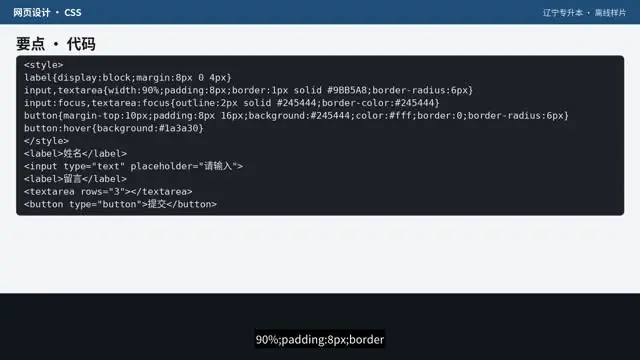 网页设计 • CSS
辽宁专升本 • 离线样片
要点 • 代码
<style>
label{display:block;margin:8px 0 4px}
input,textarea{width:90%;padding:8px;border:1px solid #9BB5A8;border-radius:6px}
input:focus,textarea:focus{outline:2px solid #245444;border-color:#245444}
button{margin-top:10px;padding:8px 16px;background:#245444;color:#fff;border:0;border-radius:6px}
button:hover{background:#1a3a30}
</style>
<label>姓名</label>
<input type="text" placeholder="请输入">
<label>留言</label>
<textarea rows="3"></textarea>
<button type="button">提交</button>
90%;padding:8px;border